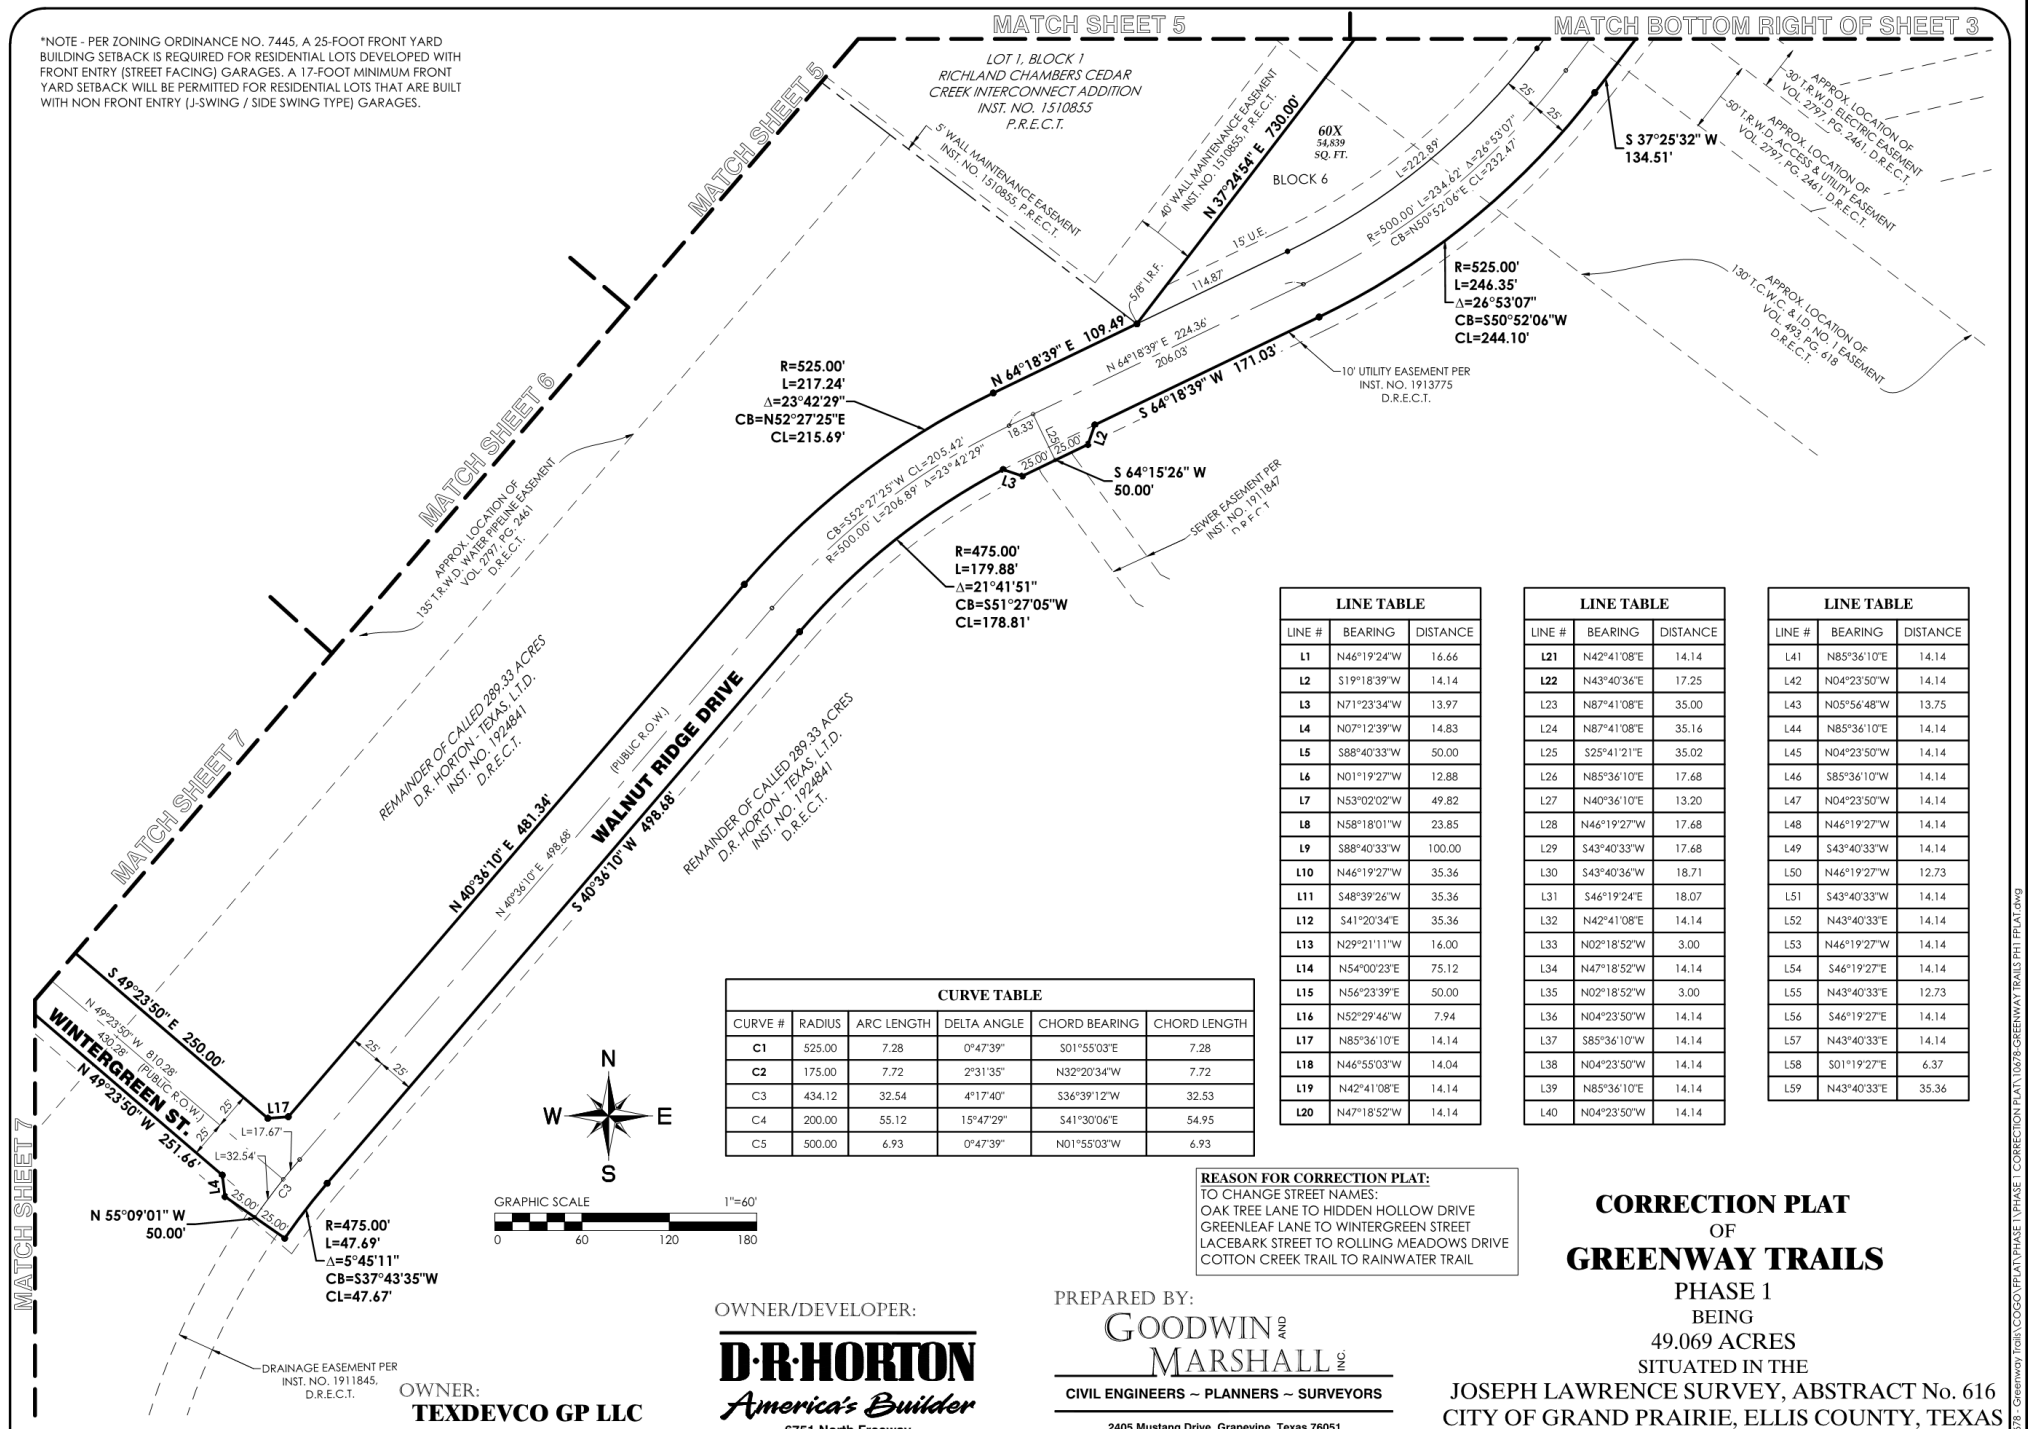 MATCH SHEET 5
MATCH BOTTOM RIGHT OF SHEET 3
*NOTE - PER ZONING ORDINANCE NO. 7445, A 25-FOOT FRONT YARD
BUILDING SETBACK IS REQUIRED FOR RESIDENTIAL LOTS DEVELOPED WITH
FRONT ENTRY (STREET FACING) GARAGES. A 17-FOOT MINIMUM FRONT
YARD SETBACK WILL BE PERMITTED FOR RESIDENTIAL LOTS THAT ARE BUILT
WITH NON FRONT ENTRY (J-SWING / SIDE SWING TYPE) GARAGES.
LOT 1, BLOCK 1
RICHLAND CHAMBERS CEDAR
CREEK INTERCONNECT ADDITION
INST. NO. 1510855
P.R.E.C.T.
MATCH SHEET 5
5' WALL MAINTENANCE EASEMENT
INST. NO. 1510855, P.R.E.C.T.
40' WALL MAINTENANCE EASEMENT
INST. NO. 1510855, P.R.E.C.T.
N 37°24'54" E 730.00'
60X
54,839
SQ. FT.
BLOCK 6
L=222.89'
25'
25'
R=500.00' L=234.62' Δ=26°53'07"
CB=N50°52'06"E CL=232.47'
S 37°25'32" W
134.51'
APPROX. LOCATION OF
30' T.R.W.D. ELECTRIC EASEMENT
VOL. 2797, PG. 2461, D.R.E.C.T.
APPROX. LOCATION OF
50' T.R.W.D. ACCESS & UTILITY EASEMENT
VOL. 2797, PG. 2461, D.R.E.C.T.
APPROX. LOCATION OF
130' T.C.W.C. & I.D. NO. 1 EASEMENT
VOL. 493, PG. 618
D.R.E.C.T.
15' U.E.
5/8" I.R.F.
114.87'
R=525.00'
L=246.35'
Δ=26°53'07"
CB=S50°52'06"W
CL=244.10'
N 64°18'39" E 109.49'
N 64°18'39" E 224.36'
206.03'
S 64°18'39" W 171.03'
10' UTILITY EASEMENT PER
INST. NO. 1913775
D.R.E.C.T.
R=525.00'
L=217.24'
Δ=23°42'29"
CB=N52°27'25"E
CL=215.69'
MATCH SHEET 6
18.33'
L25
L2
25.00'
25.00'
L3
S 64°15'26" W
50.00'
CB=S52°27'25"W CL=205.42'
R=500.00' L=206.89' Δ=23°42'29"
SEWER EASEMENT PER
INST. NO. 1911847
D.R.E.C.T.
APPROX. LOCATION OF
135' T.R.W.D. WATER PIPELINE EASEMENT
VOL. 2797, PG. 2461
D.R.E.C.T.
R=475.00'
L=179.88'
Δ=21°41'51"
CB=S51°27'05"W
CL=178.81'
REMAINDER OF CALLED 289.33 ACRES
D.R. HORTON - TEXAS, L.T.D.
INST. NO. 1924841
D.R.E.C.T.
(PUBLIC R.O.W.)
WALNUT RIDGE DRIVE
REMAINDER OF CALLED 289.33 ACRES
D.R. HORTON - TEXAS, L.T.D.
INST. NO. 1924841
D.R.E.C.T.
N 40°36'10" E 481.34'
N 40°36'10" E 498.68'
S 40°36'10" W 498.68'
MATCH SHEET 7
LINE TABLE
LINE # BEARING DISTANCE
L1 N46°19'24"W 16.66
L2 S19°18'39"W 14.14
L3 N71°23'34"W 13.97
L4 N07°12'39"W 14.83
L5 S88°40'33"W 50.00
L6 N01°19'27"W 12.88
L7 N53°02'02"W 49.82
L8 N58°18'01"W 23.85
L9 S88°40'33"W 100.00
L10 N46°19'27"W 35.36
L11 S48°39'26"W 35.36
L12 S41°20'34"E 35.36
L13 N29°21'11"W 16.00
L14 N54°00'23"E 75.12
L15 N56°23'39"E 50.00
L16 N52°29'46"W 7.94
L17 N85°36'10"E 14.14
L18 N46°55'03"W 14.04
L19 N42°41'08"E 14.14
L20 N47°18'52"W 14.14
LINE TABLE
LINE # BEARING DISTANCE
L21 N42°41'08"E 14.14
L22 N43°40'36"E 17.25
L23 N87°41'08"E 35.00
L24 N87°41'08"E 35.16
L25 S25°41'21"E 35.02
L26 N85°36'10"E 17.68
L27 N40°36'10"E 13.20
L28 N46°19'27"W 17.68
L29 S43°40'33"W 17.68
L30 S43°40'36"W 18.71
L31 S46°19'24"E 18.07
L32 N42°41'08"E 14.14
L33 N02°18'52"W 3.00
L34 N47°18'52"W 14.14
L35 N02°18'52"W 3.00
L36 N04°23'50"W 14.14
L37 S85°36'10"W 14.14
L38 N04°23'50"W 14.14
L39 N85°36'10"E 14.14
L40 N04°23'50"W 14.14
LINE TABLE
LINE # BEARING DISTANCE
L41 N85°36'10"E 14.14
L42 N04°23'50"W 14.14
L43 N05°56'48"W 13.75
L44 N85°36'10"E 14.14
L45 N04°23'50"W 14.14
L46 S85°36'10"W 14.14
L47 N04°23'50"W 14.14
L48 N46°19'27"W 14.14
L49 S43°40'33"W 14.14
L50 N46°19'27"W 12.73
L51 S43°40'33"W 14.14
L52 N43°40'33"E 14.14
L53 N46°19'27"W 14.14
L54 S46°19'27"E 14.14
L55 N43°40'33"E 12.73
L56 S46°19'27"E 14.14
L57 N43°40'33"E 14.14
L58 S01°19'27"E 6.37
L59 N43°40'33"E 35.36
S 49°23'50" E 250.00'
N 49°23'50" W 810.28'
430.28'
(PUBLIC R.O.W.)
WINTERGREEN ST.
N 49°23'50" W 251.66'
25'
25'
25'
25'
L17
L=17.67'
L=32.54'
C3
L4
25.00'
25.00'
N 55°09'01" W
50.00'
R=475.00'
L=47.69'
Δ=5°45'11"
CB=S37°43'35"W
CL=47.67'
MATCH SHEET 7
CURVE TABLE
CURVE # RADIUS ARC LENGTH DELTA ANGLE CHORD BEARING CHORD LENGTH
C1 525.00 7.28 0°47'39" S01°55'03"E 7.28
C2 175.00 7.72 2°31'35" N32°20'34"W 7.72
C3 434.12 32.54 4°17'40" S36°39'12"W 32.53
C4 200.00 55.12 15°47'29" S41°30'06"E 54.95
C5 500.00 6.93 0°47'39" N01°55'03"W 6.93
N
W E
S
GRAPHIC SCALE 1"=60'
0 60 120 180
REASON FOR CORRECTION PLAT:
TO CHANGE STREET NAMES:
OAK TREE LANE TO HIDDEN HOLLOW DRIVE
GREENLEAF LANE TO WINTERGREEN STREET
LACEBARK STREET TO ROLLING MEADOWS DRIVE
COTTON CREEK TRAIL TO RAINWATER TRAIL
DRAINAGE EASEMENT PER
INST. NO. 1911845,
D.R.E.C.T.
OWNER:
TEXDEVCO GP LLC
OWNER/DEVELOPER:
D·R·HORTON
America's Builder
6751 North Freeway
PREPARED BY:
GOODWIN AND
MARSHALL INC.
CIVIL ENGINEERS ~ PLANNERS ~ SURVEYORS
2405 Mustang Drive, Grapevine, Texas 76051
CORRECTION PLAT
OF
GREENWAY TRAILS
PHASE 1
BEING
49.069 ACRES
SITUATED IN THE
JOSEPH LAWRENCE SURVEY, ABSTRACT No. 616
CITY OF GRAND PRAIRIE, ELLIS COUNTY, TEXAS
678 - Greenway Trails\COGO\FPLAT\PHASE 1\PHASE 1 CORRECTION PLAT\10678-GREENWAY TRAILS PH1 FPLAT.dwg